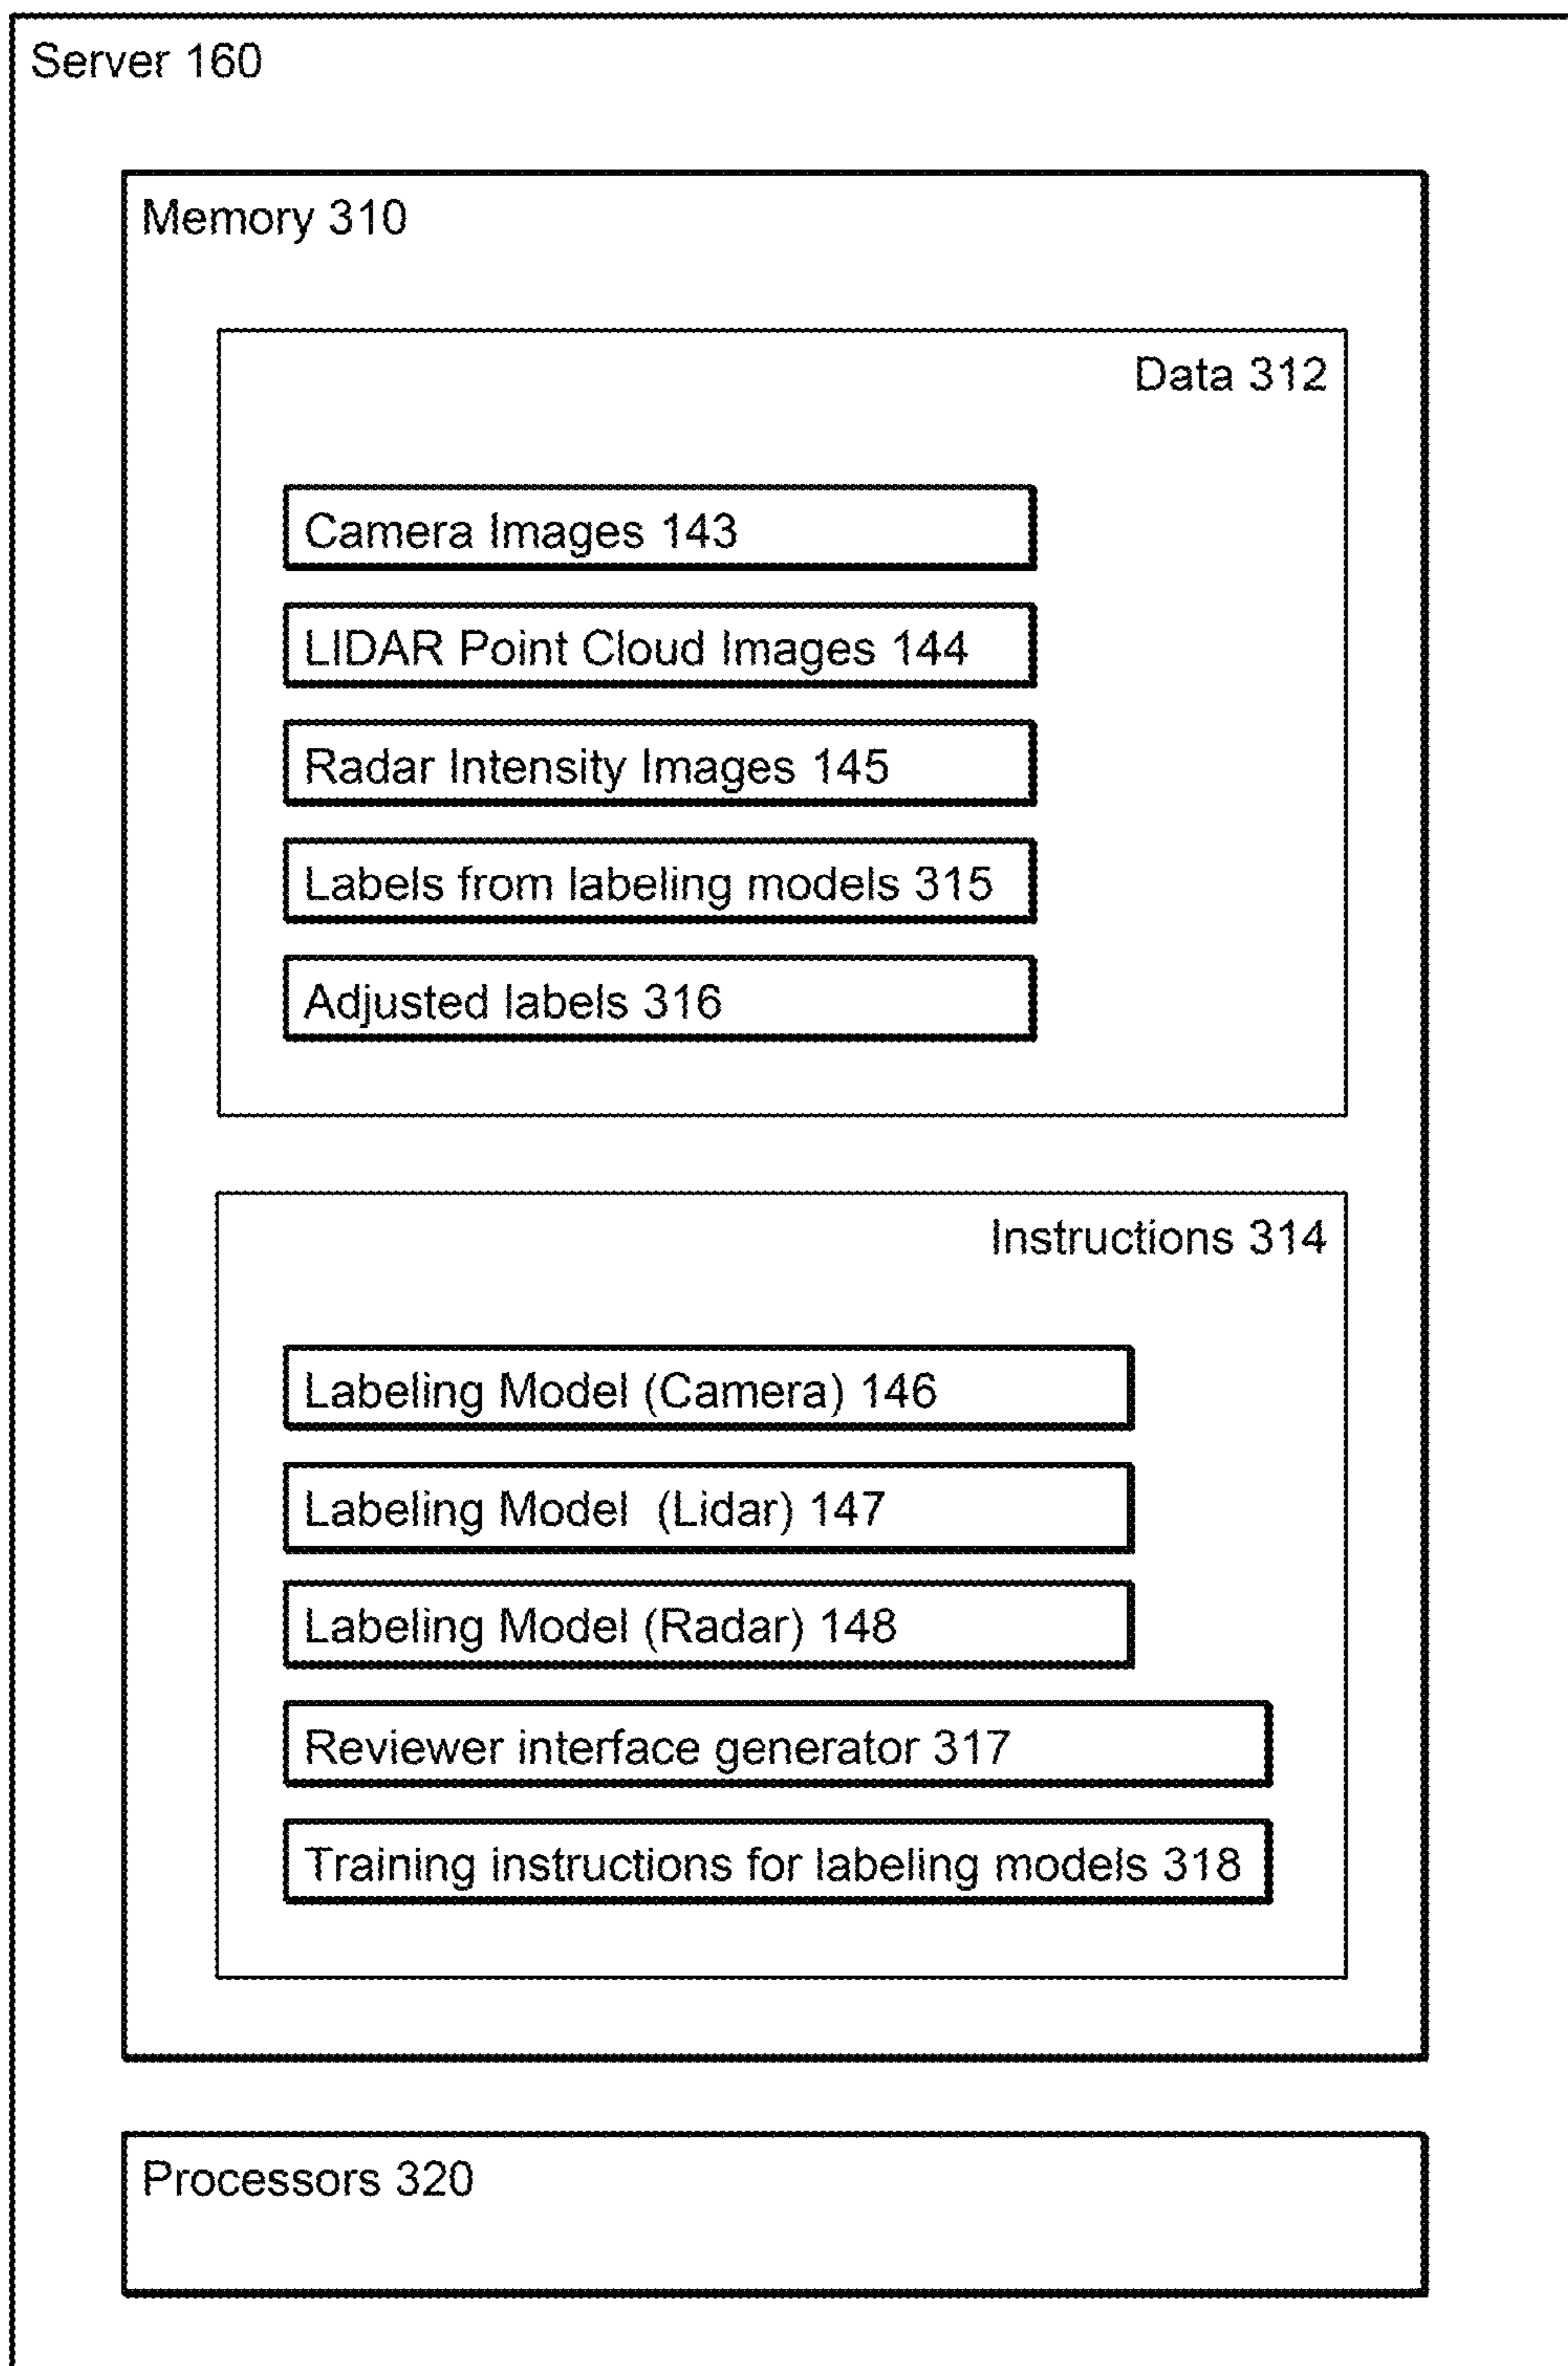 Server 160
Memory 310
Data 312
Camera Images 143
LIDAR Point Cloud Images 144
Radar Intensity Images 145
Labels from labeling models 315
Adjusted labels 316
Instructions 314
Labeling Model (Camera) 146
Labeling Model (Lidar) 147
Labeling Model (Radar) 148
Reviewer interface generator 317
Training instructions for labeling models 318
Processors 320